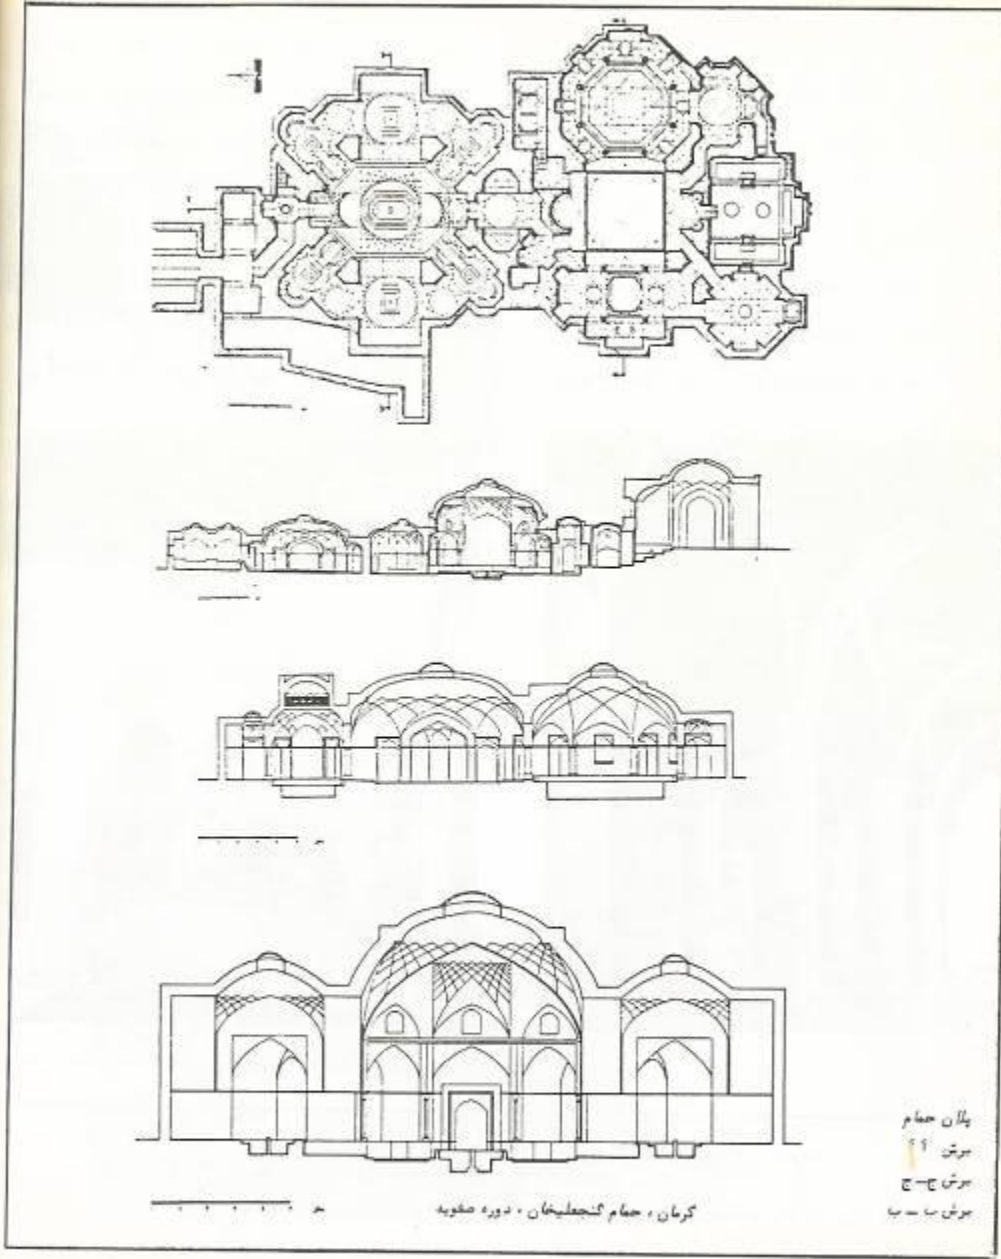 پلان حمام
برش آ آ
برش ج - ج
برش ب - ب
کرمان ، حمام گنجعلیخان ، دوره صفویه